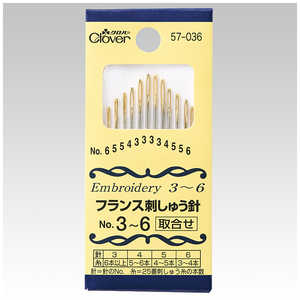 クロバー
Clover 57-036
No. 6 5 5 4 3 3 3 3 4 5 5 6
Embroidery 3～6
フランス刺しゅう針
No. 3～6 取合せ
針 3 4 5 6
糸 6本以上 5～6本 4～5本 3～4本
針＝針のNo. 糸＝25番刺しゅう糸の本数